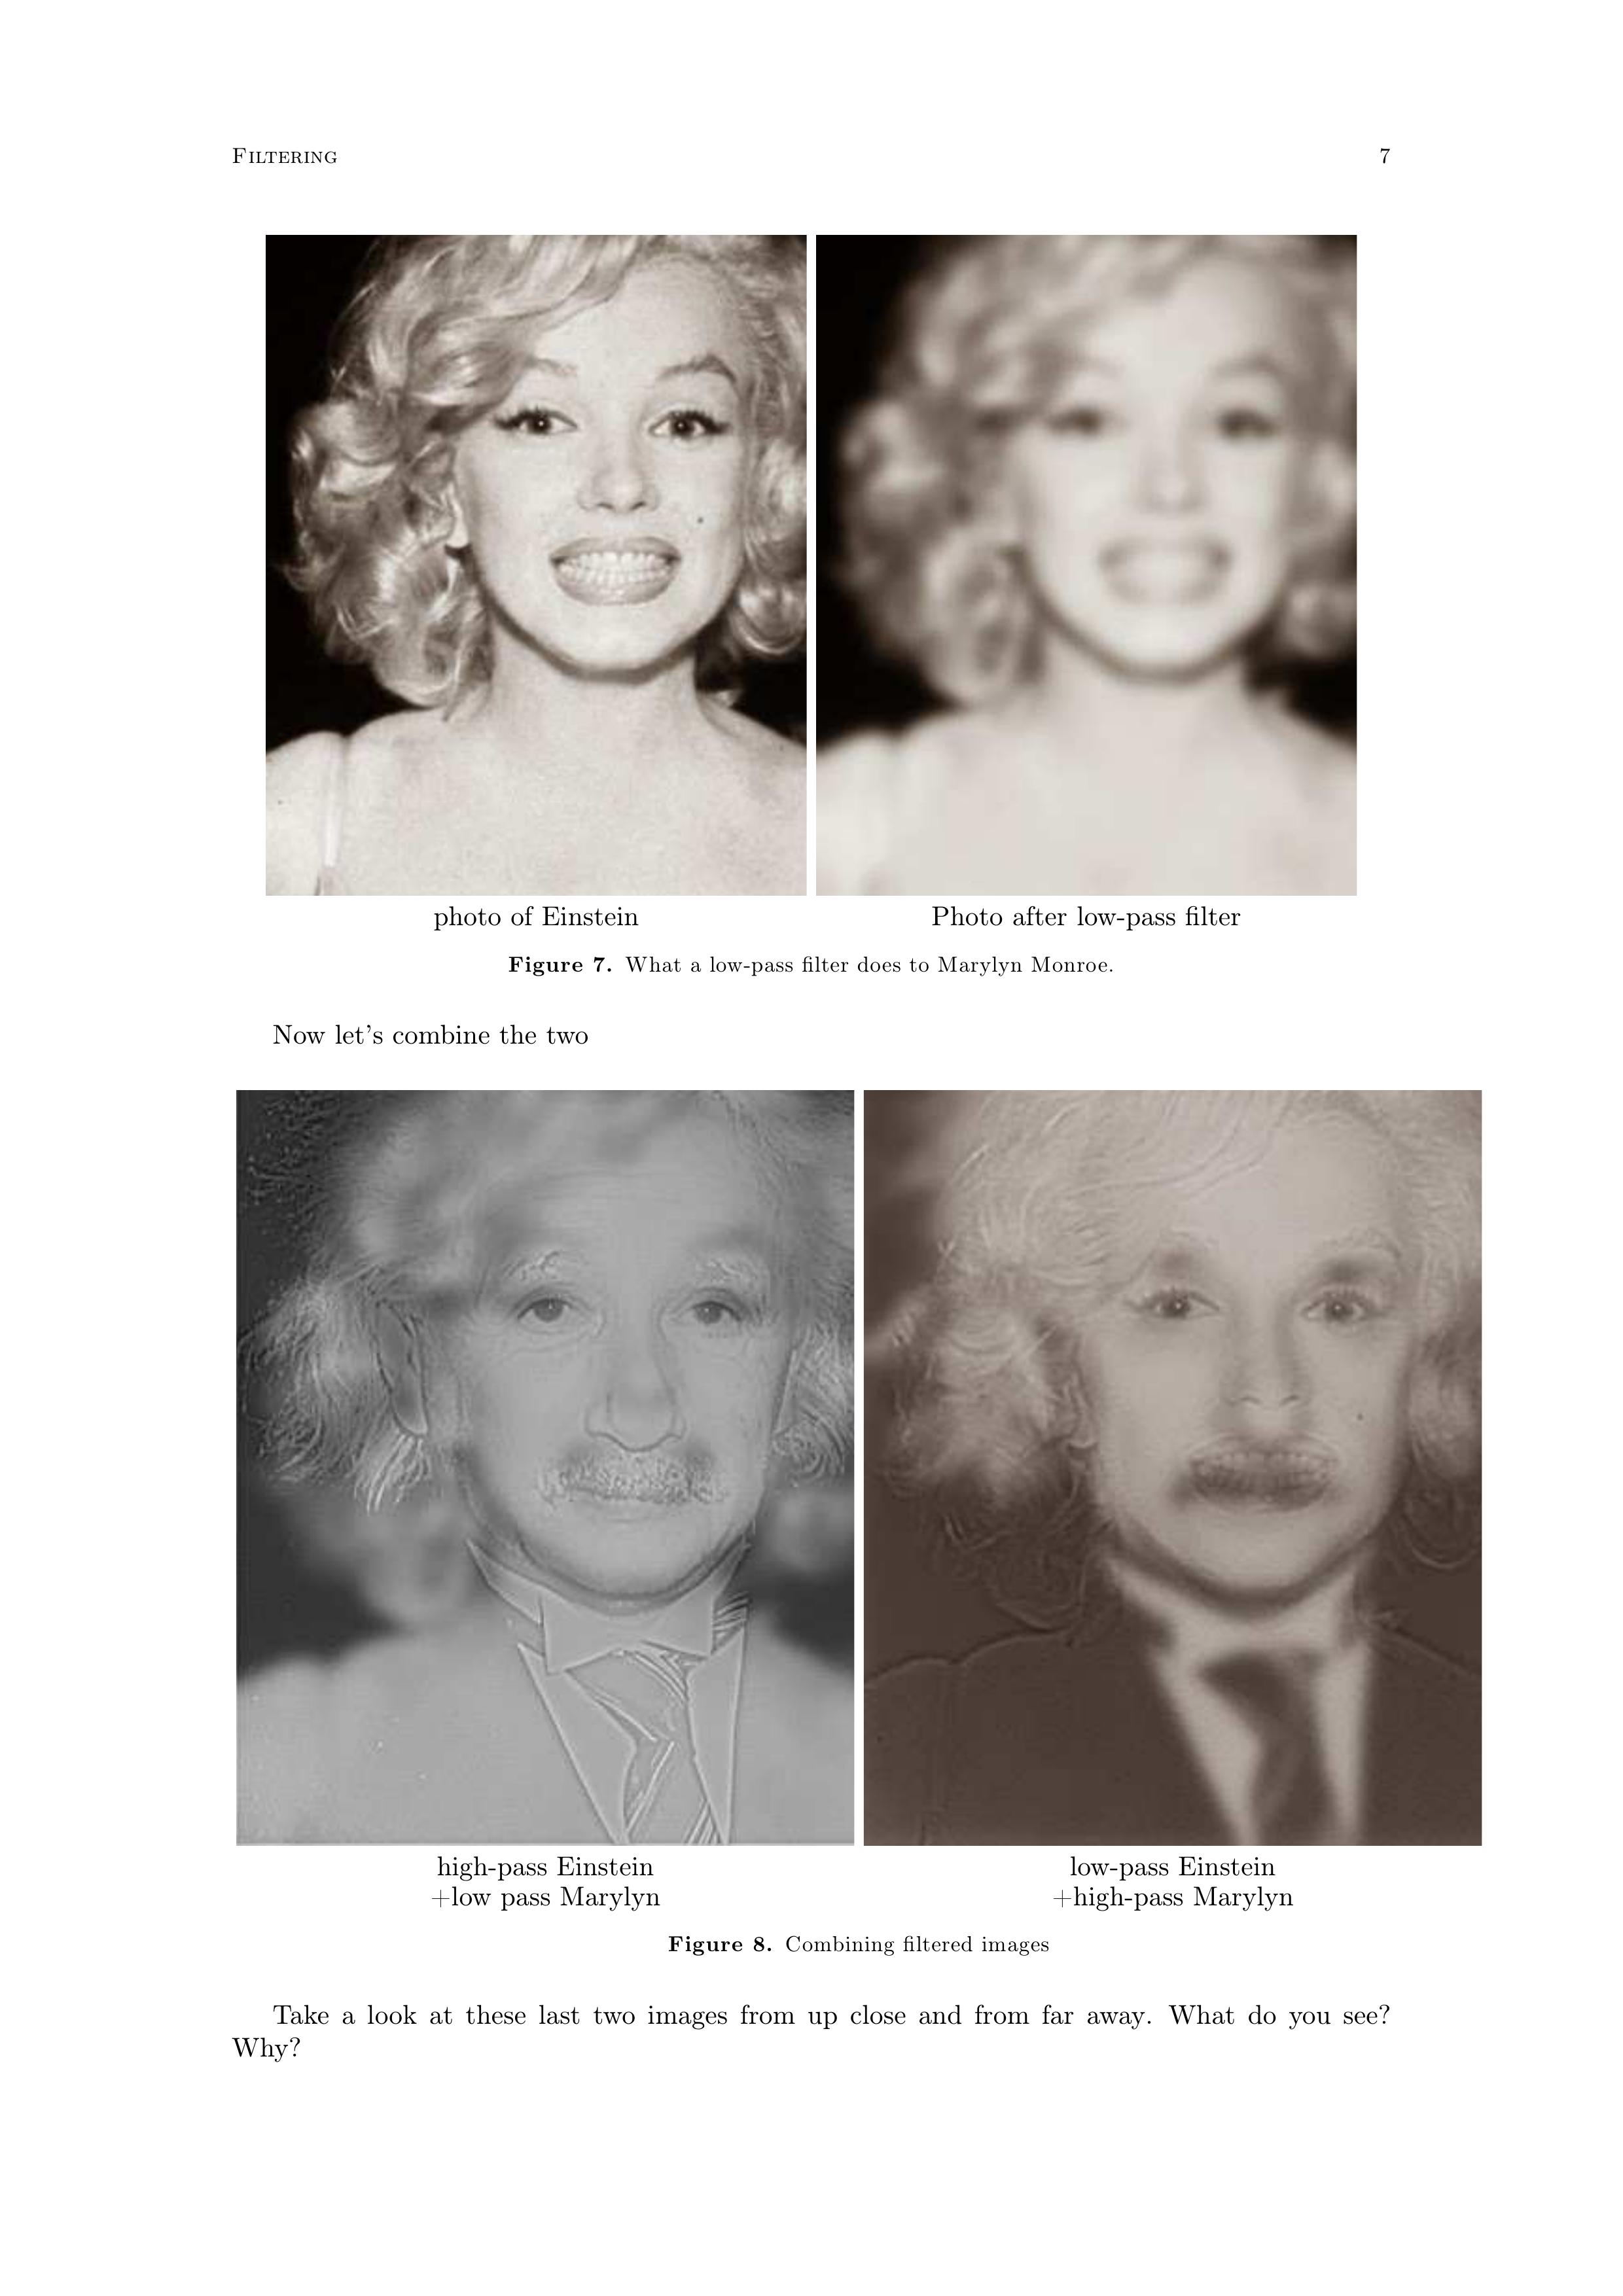 Filtering
7
photo of Einstein
Photo after low-pass filter
Figure 7. What a low-pass filter does to Marylyn Monroe.
Now let's combine the two
high-pass Einstein
+low pass Marylyn
low-pass Einstein
+high-pass Marylyn
Figure 8. Combining filtered images
Take a look at these last two images from up close and from far away. What do you see?
Why?